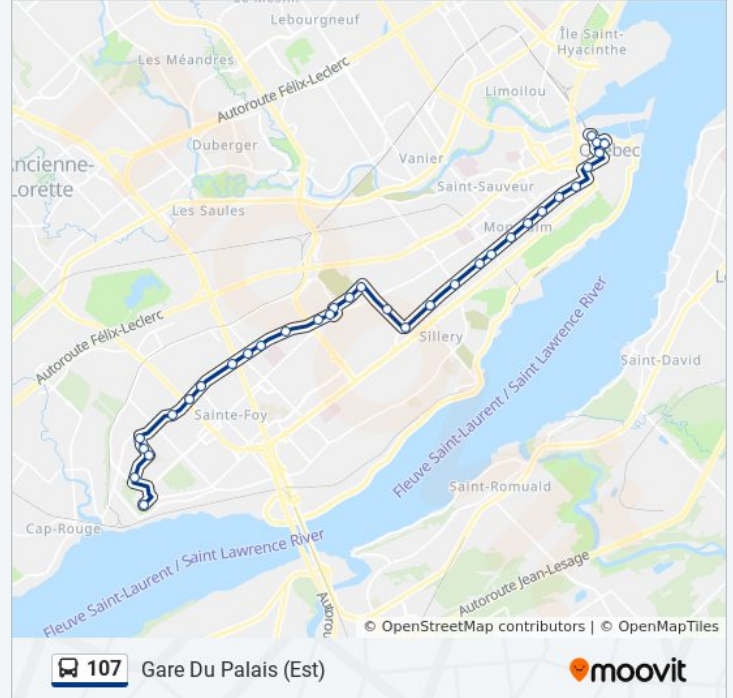 Lebourgneuf
Île Saint-
Hyacinthe
Les Méandres
Autoroute Félix-Leclerc
Limoilou
Duberger
Vanier
Québec
Ancienne-
Lorette
Saint-Sauveur
Les Saules
Montcalm
Autoroute Félix-Leclerc
Sillery
Saint-David
Fleuve Saint-Laurent / Saint Lawrence River
Sainte-Foy
Saint-Romuald
Cap-Rouge
Fleuve Saint-Laurent / Saint Lawrence River
Autoroute Jean-Lesage
Autorou
© OpenStreetMap contributors | © OpenMapTiles
107 Gare Du Palais (Est)
moovit